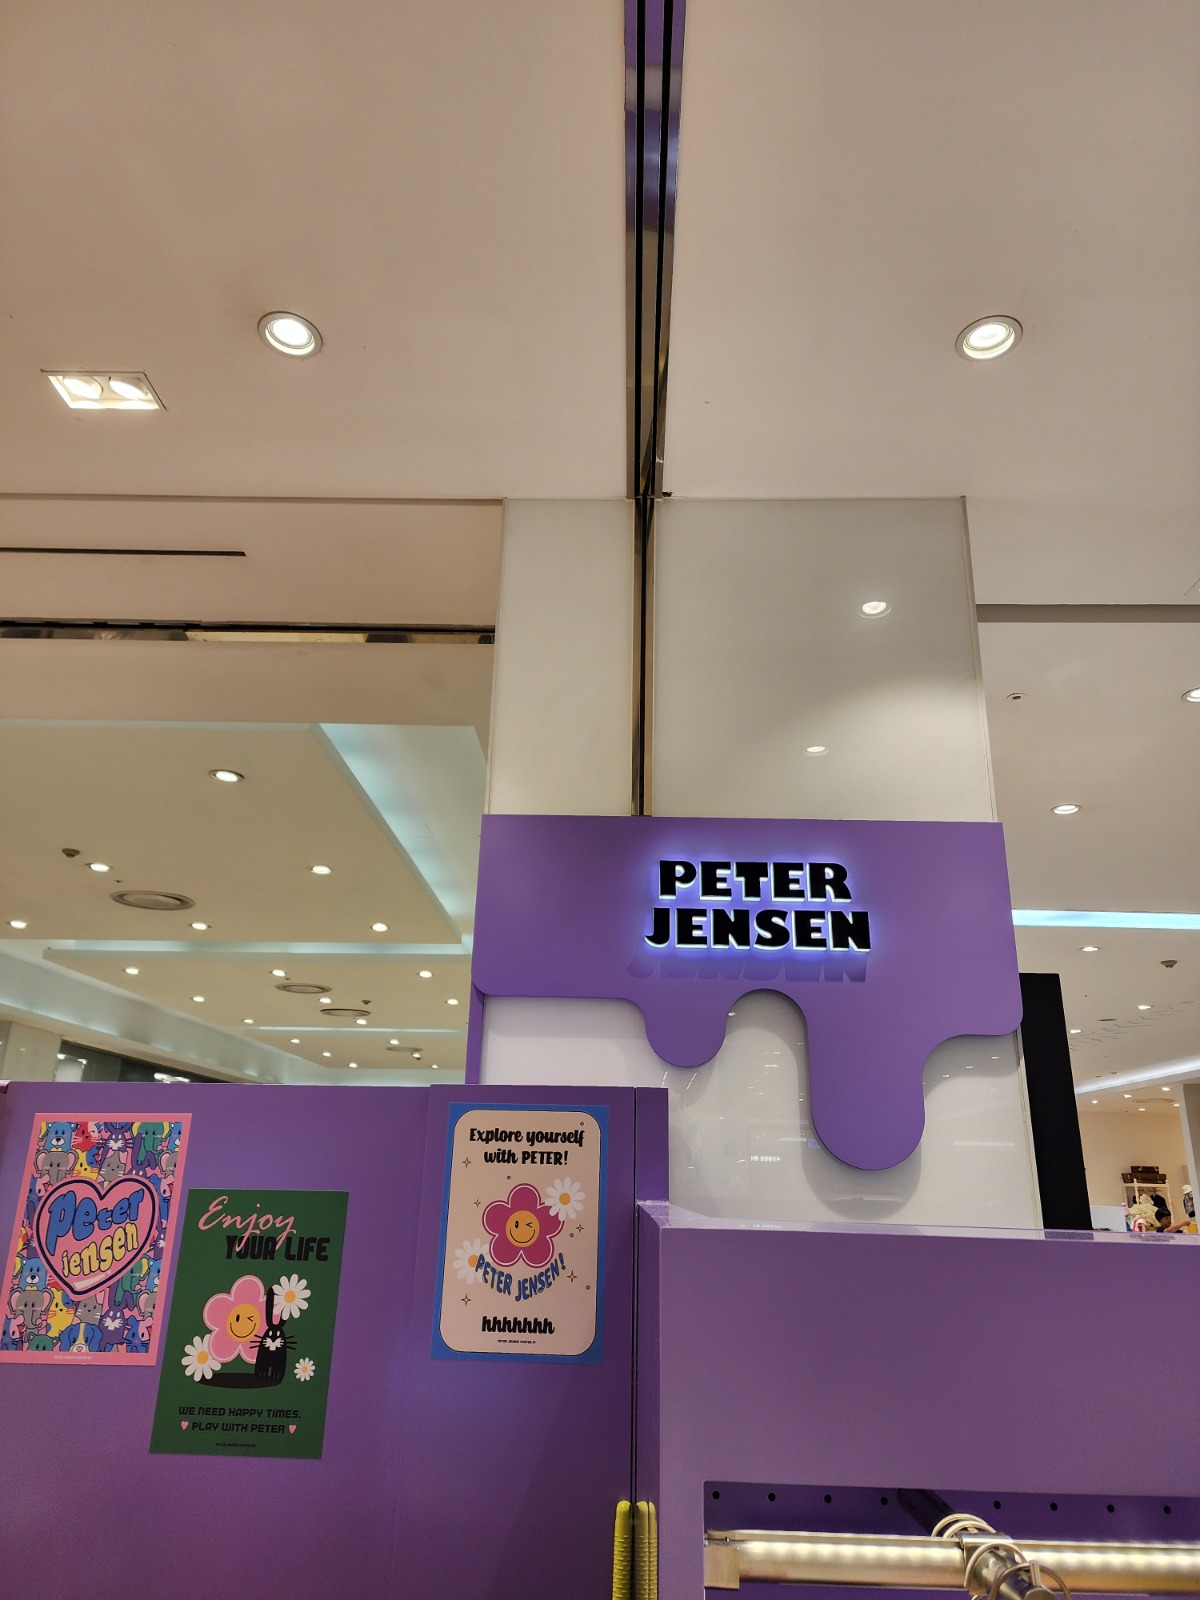 PETER
JENSEN
Peter
jensen
Enjoy
YOUR LIFE
WE NEED HAPPY TIMES,
PLAY WITH PETER
Explore yourself
with PETER!
PETER JENSEN!
hhhhhhh